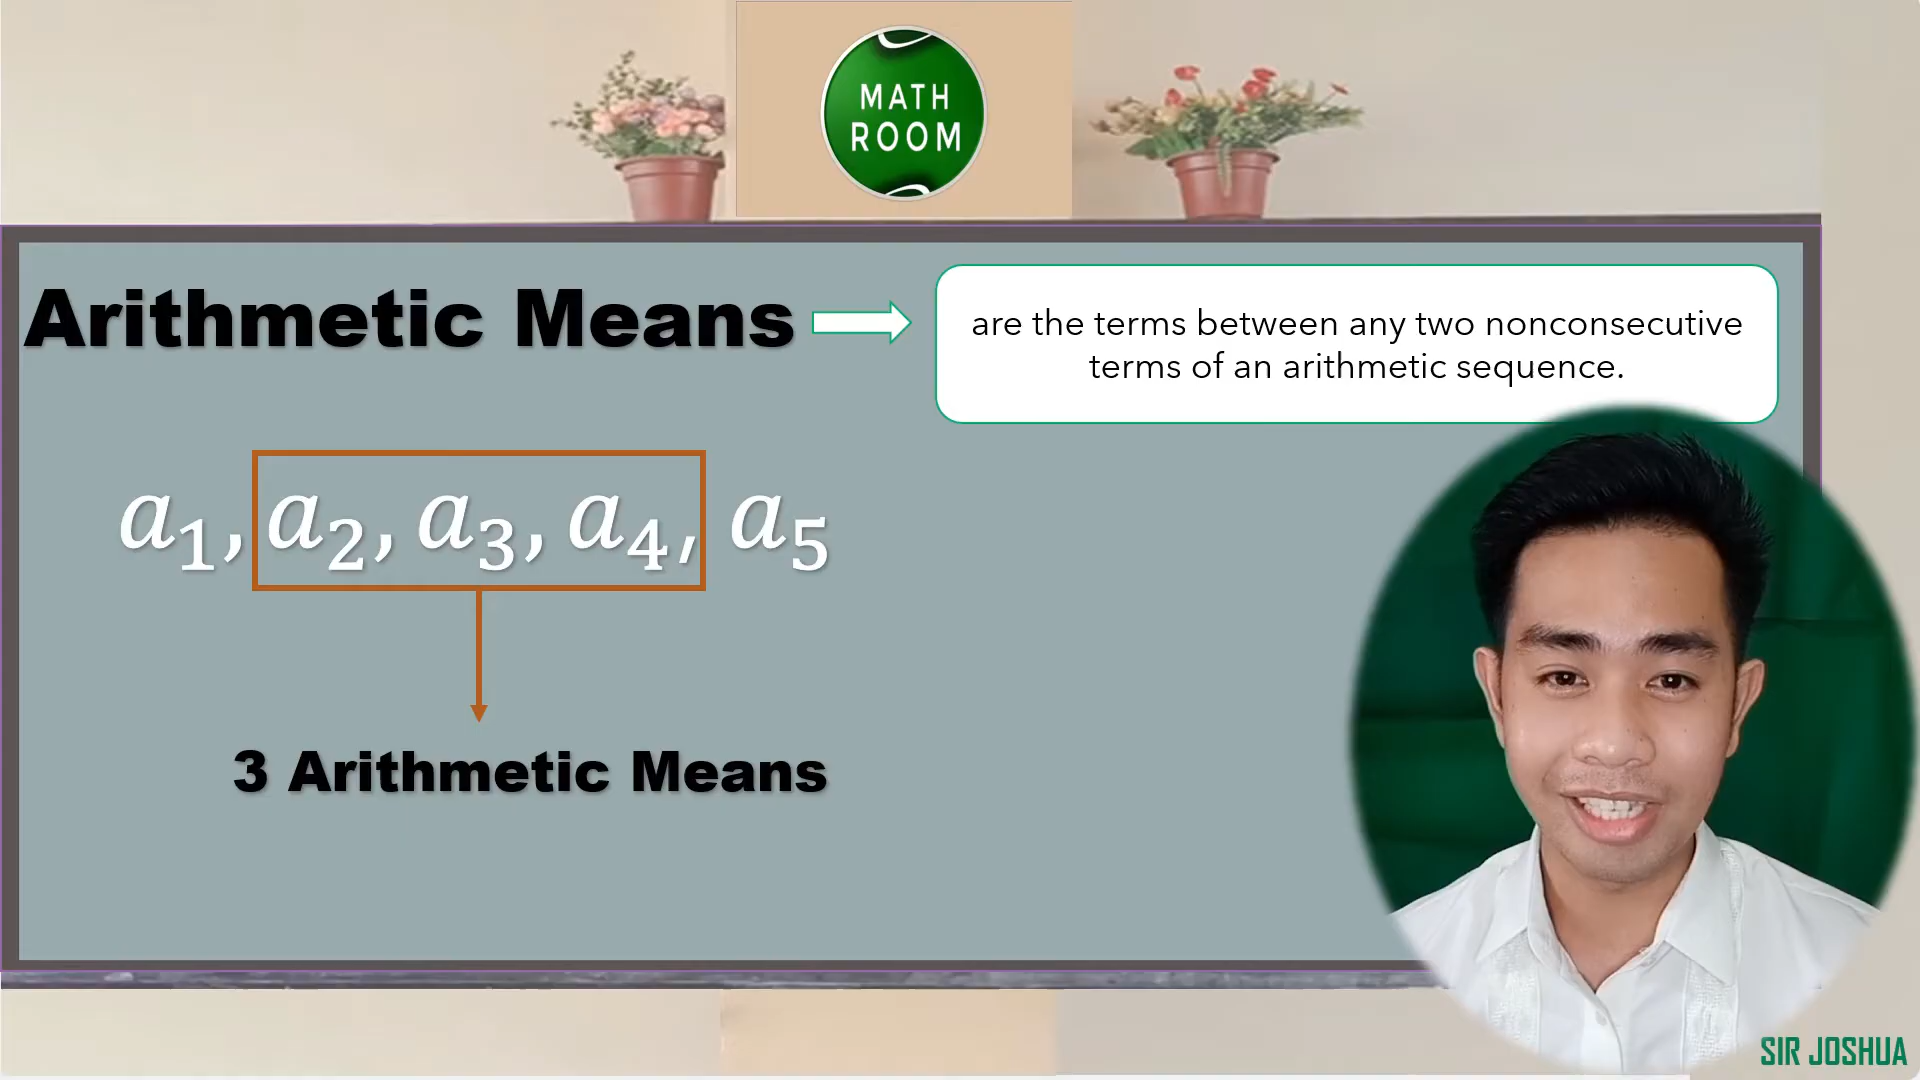 MATH
ROOM
Arithmetic Means
are the terms between any two nonconsecutive
terms of an arithmetic sequence.
a₁, a₂, a₃, a₄, a₅
3 Arithmetic Means
SIR JOSHUA